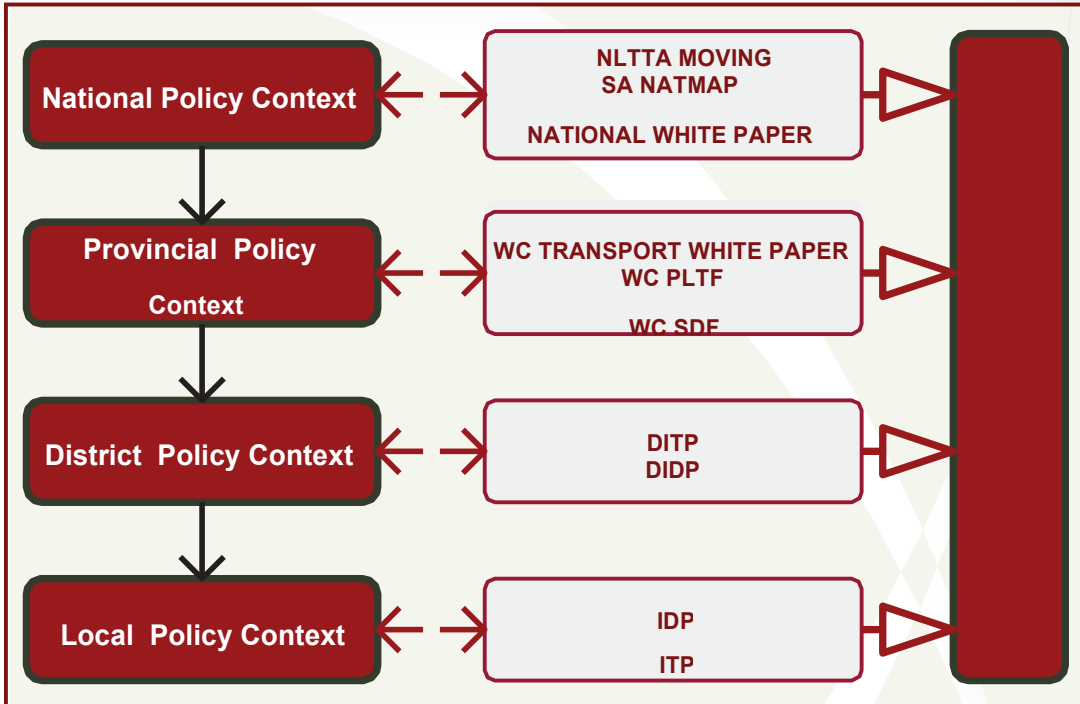 National Policy Context
NLTTA MOVING
SA NATMAP
NATIONAL WHITE PAPER
Provincial Policy
Context
WC TRANSPORT WHITE PAPER
WC PLTF
WC SDF
District Policy Context
DITP
DIDP
Local Policy Context
IDP
ITP